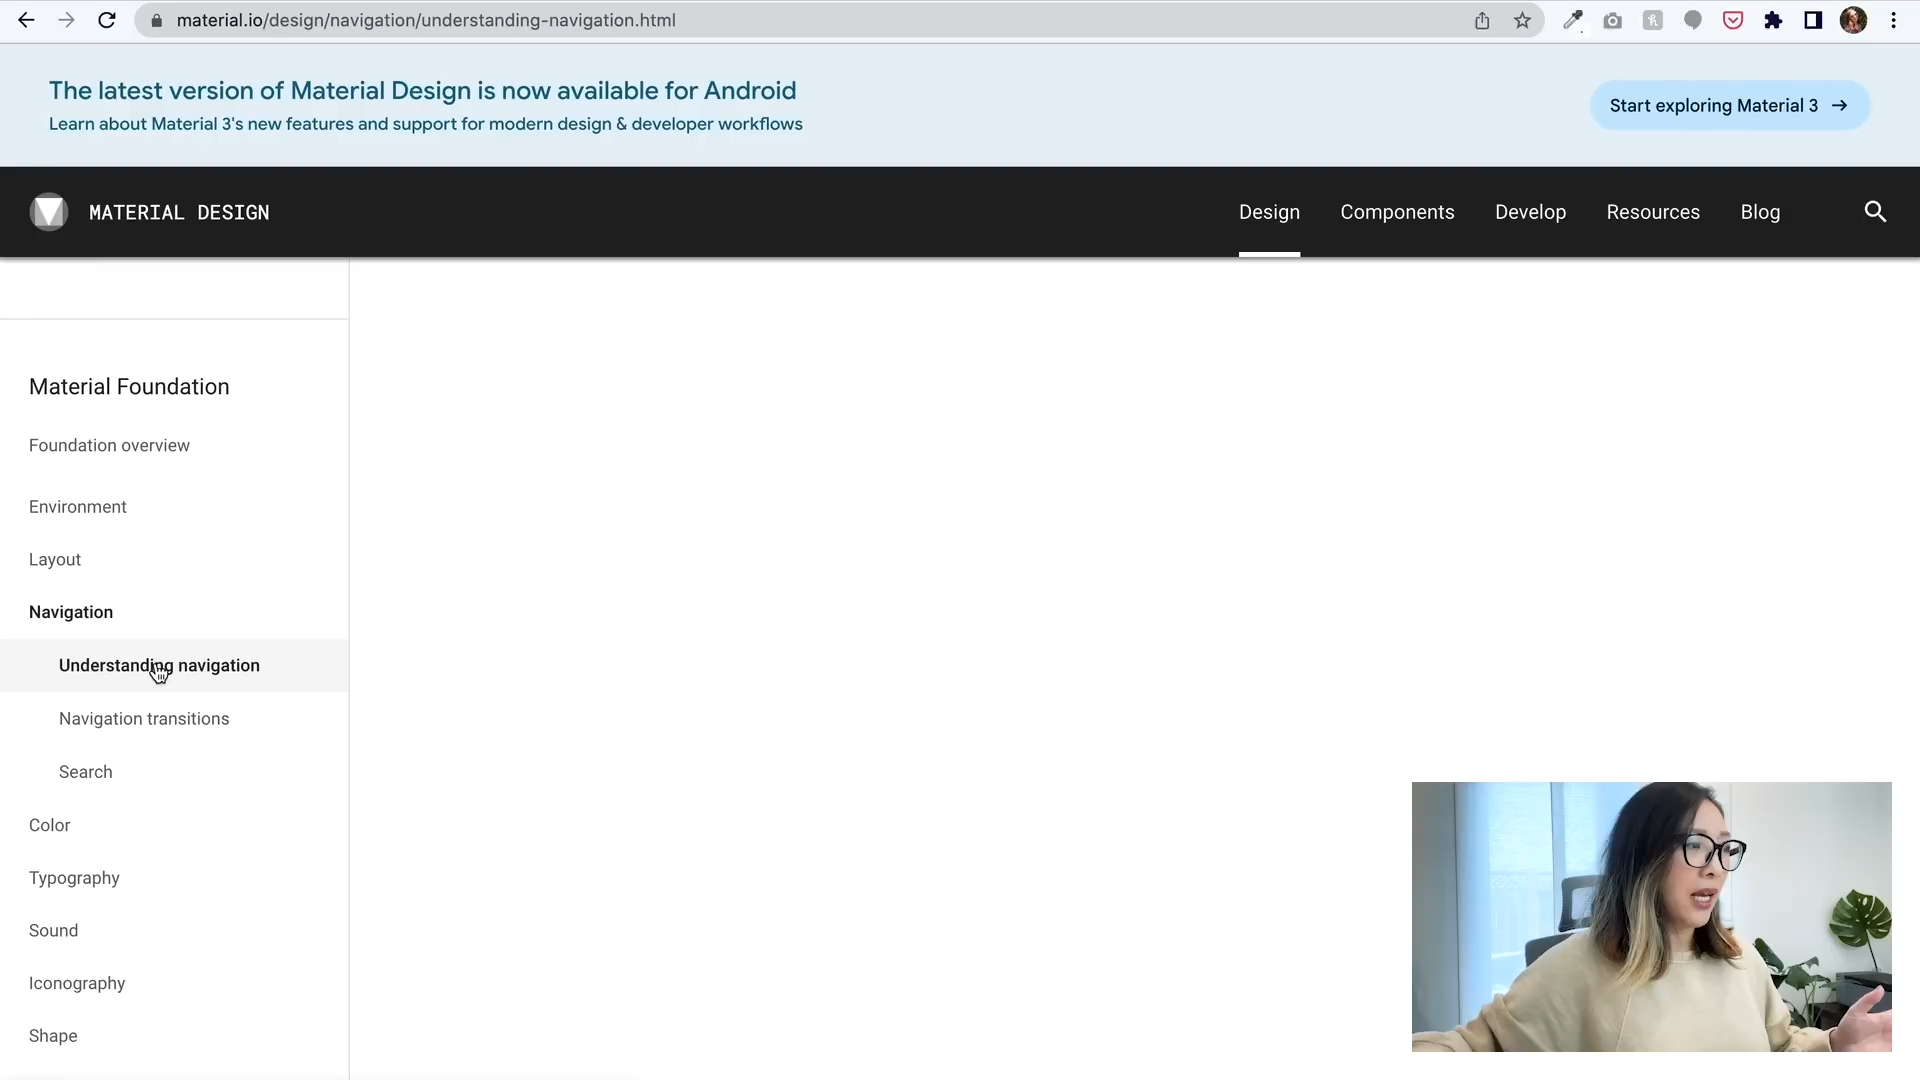 material.io/design/navigation/understanding-navigation.html
The latest version of Material Design is now available for Android
Learn about Material 3's new features and support for modern design & developer workflows
Start exploring Material 3
MATERIAL DESIGN
Design
Components
Develop
Resources
Blog
Material Foundation
Foundation overview
Environment
Layout
Navigation
Understanding navigation
Navigation transitions
Search
Color
Typography
Sound
Iconography
Shape